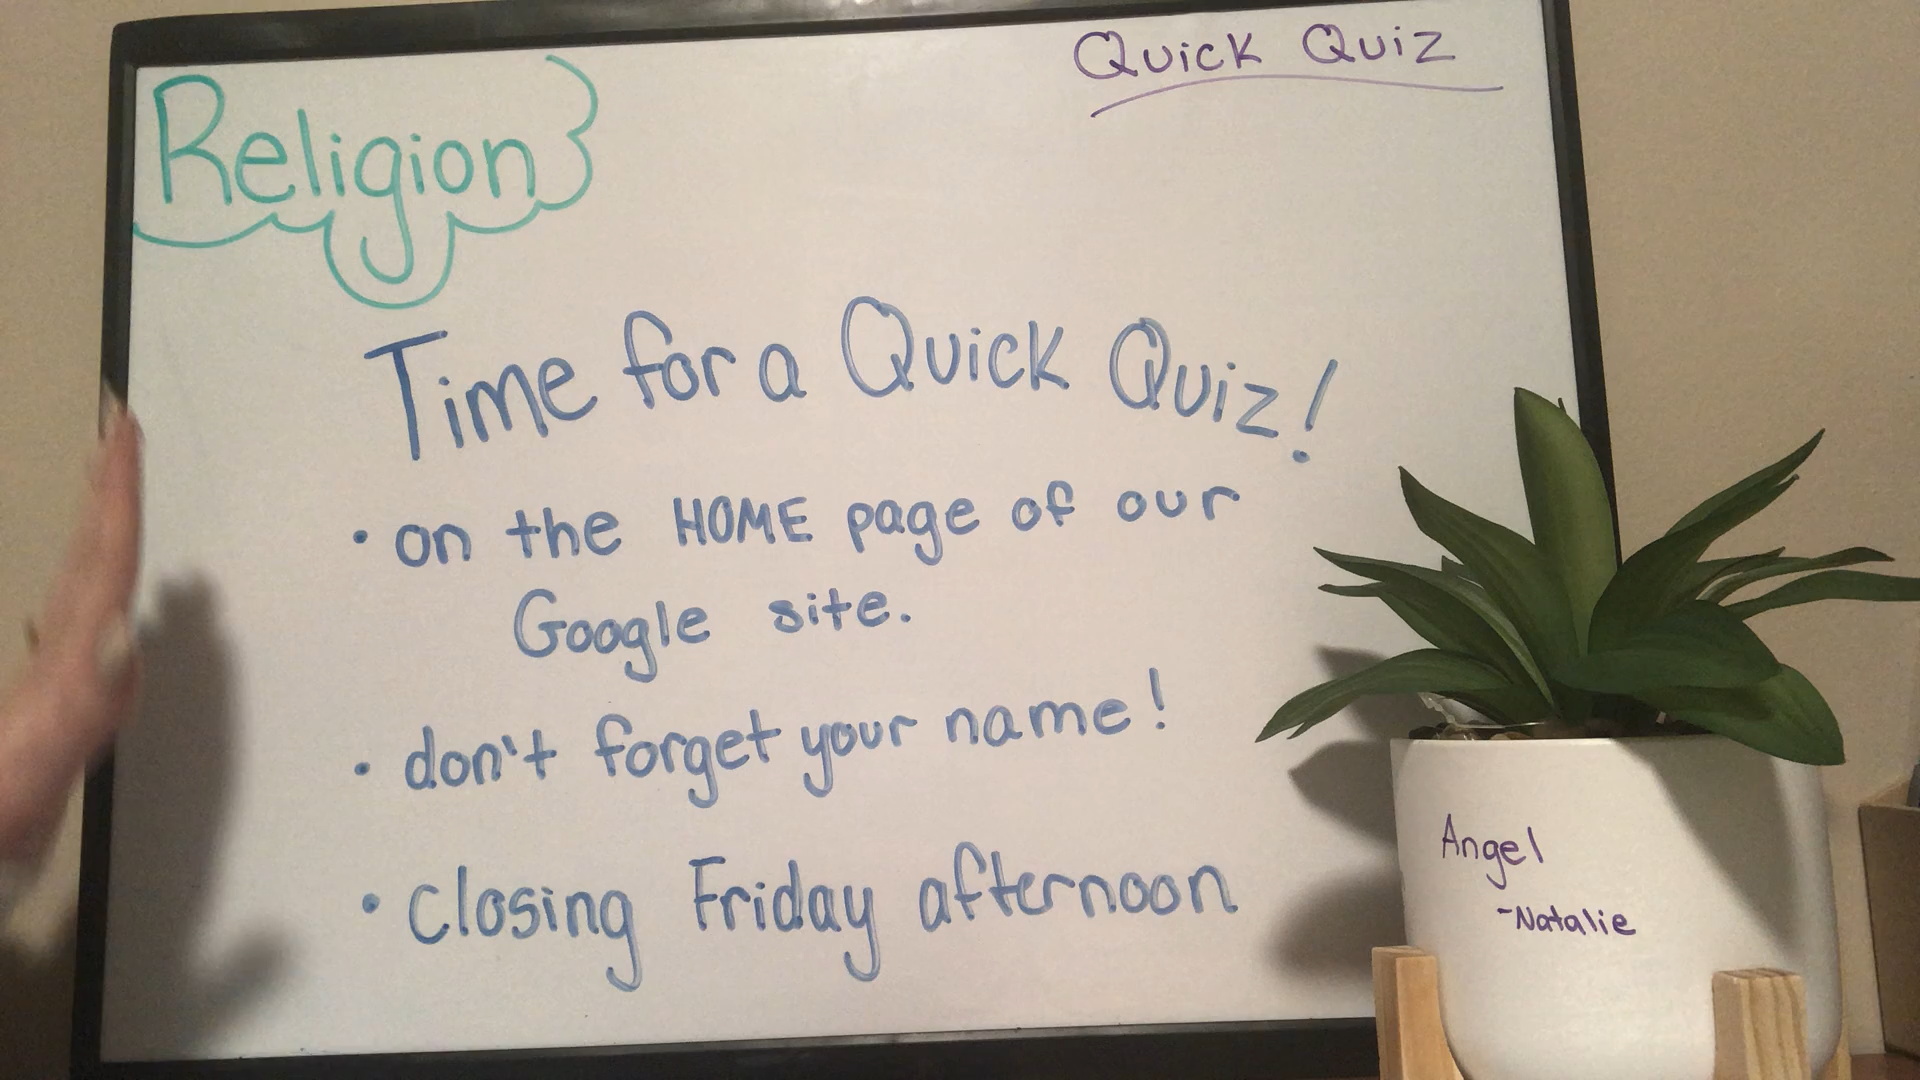 Quick Quiz
Religion
Time for a Quick Quiz!
• on the HOME page of our
Google site.
• don't forget your name!
• closing Friday afternoon
Angel
-Natalie